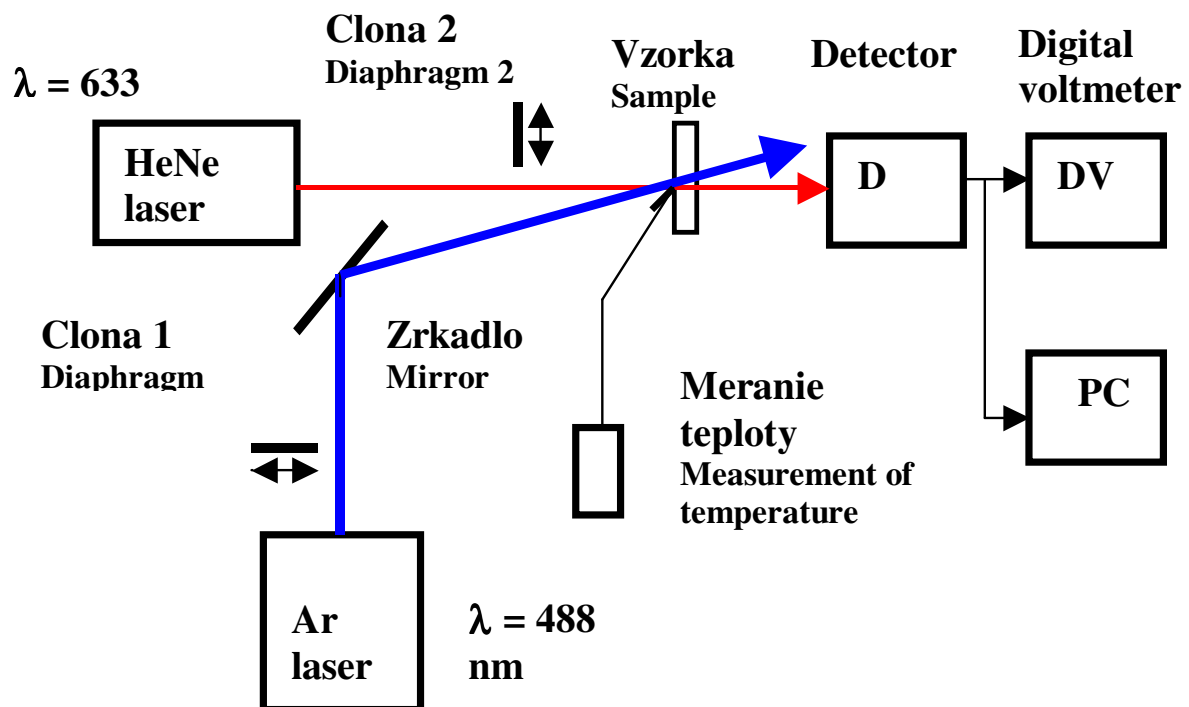 Clona 2
Diaphragm 2
λ = 633
HeNe
laser
Vzorka
Sample
Detector
D
Digital
voltmeter
DV
Clona 1
Diaphragm
Zrkadlo
Mirror
Meranie
teploty
Measurement of
temperature
PC
Ar
laser
λ = 488
nm